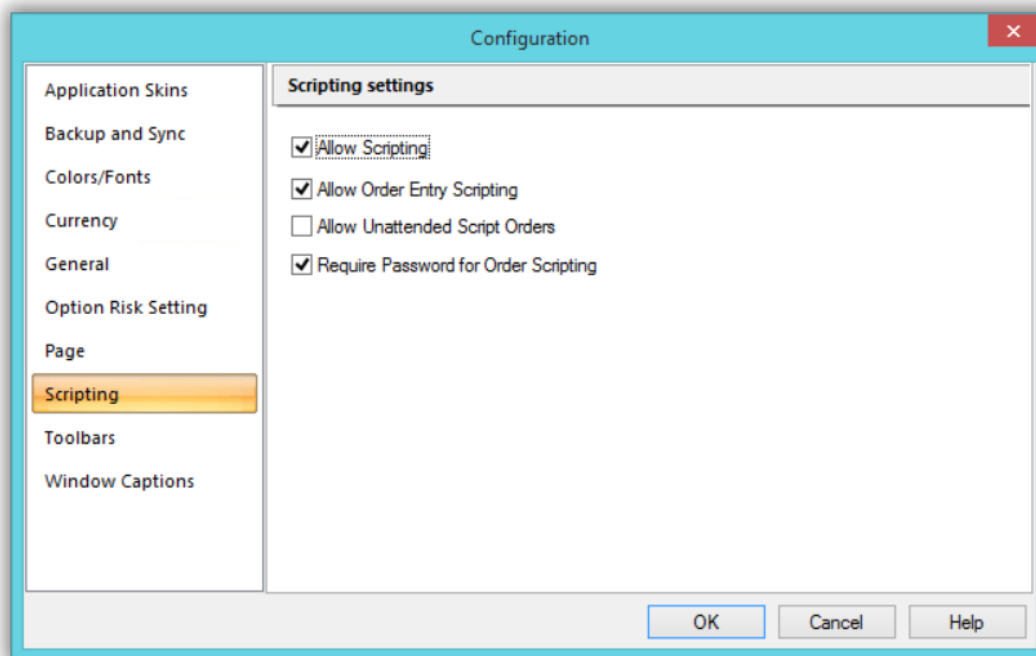 Configuration
Application Skins
Backup and Sync
Colors/Fonts
Currency
General
Option Risk Setting
Page
Scripting
Toolbars
Window Captions
Scripting settings
Allow Scripting
Allow Order Entry Scripting
Allow Unattended Script Orders
Require Password for Order Scripting
OK
Cancel
Help